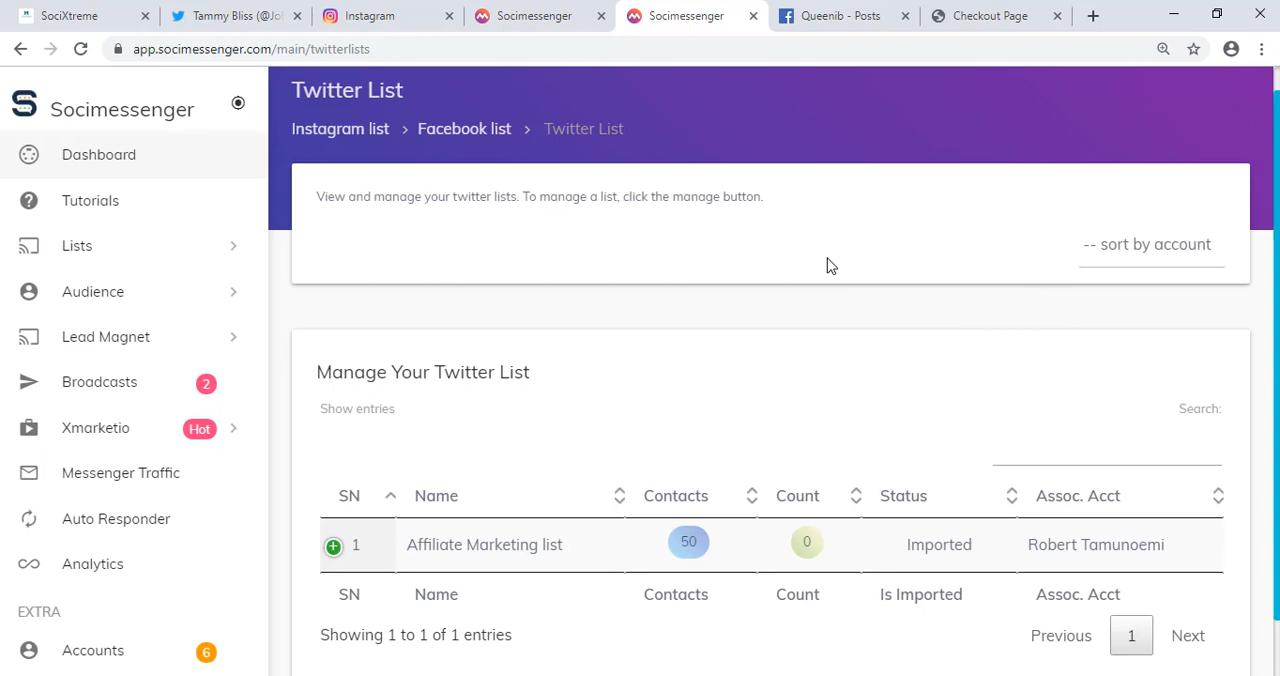 SociXtreme
Tammy Bliss (@Jol
Instagram
Socimessenger
Socimessenger
Queenib - Posts
Checkout Page
app.socimessenger.com/main/twitterlists
Socimessenger
Dashboard
Tutorials
Lists
Audience
Lead Magnet
Broadcasts 2
Xmarketio Hot
Messenger Traffic
Auto Responder
Analytics
EXTRA
Accounts 6
Twitter List
Instagram list > Facebook list > Twitter List
View and manage your twitter lists. To manage a list, click the manage button.
-- sort by account
Manage Your Twitter List
Show entries
Search:
SN Name Contacts Count Status Assoc. Acct
1 Affiliate Marketing list 50 0 Imported Robert Tamunoemi
SN Name Contacts Count Is Imported Assoc. Acct
Showing 1 to 1 of 1 entries
Previous 1 Next